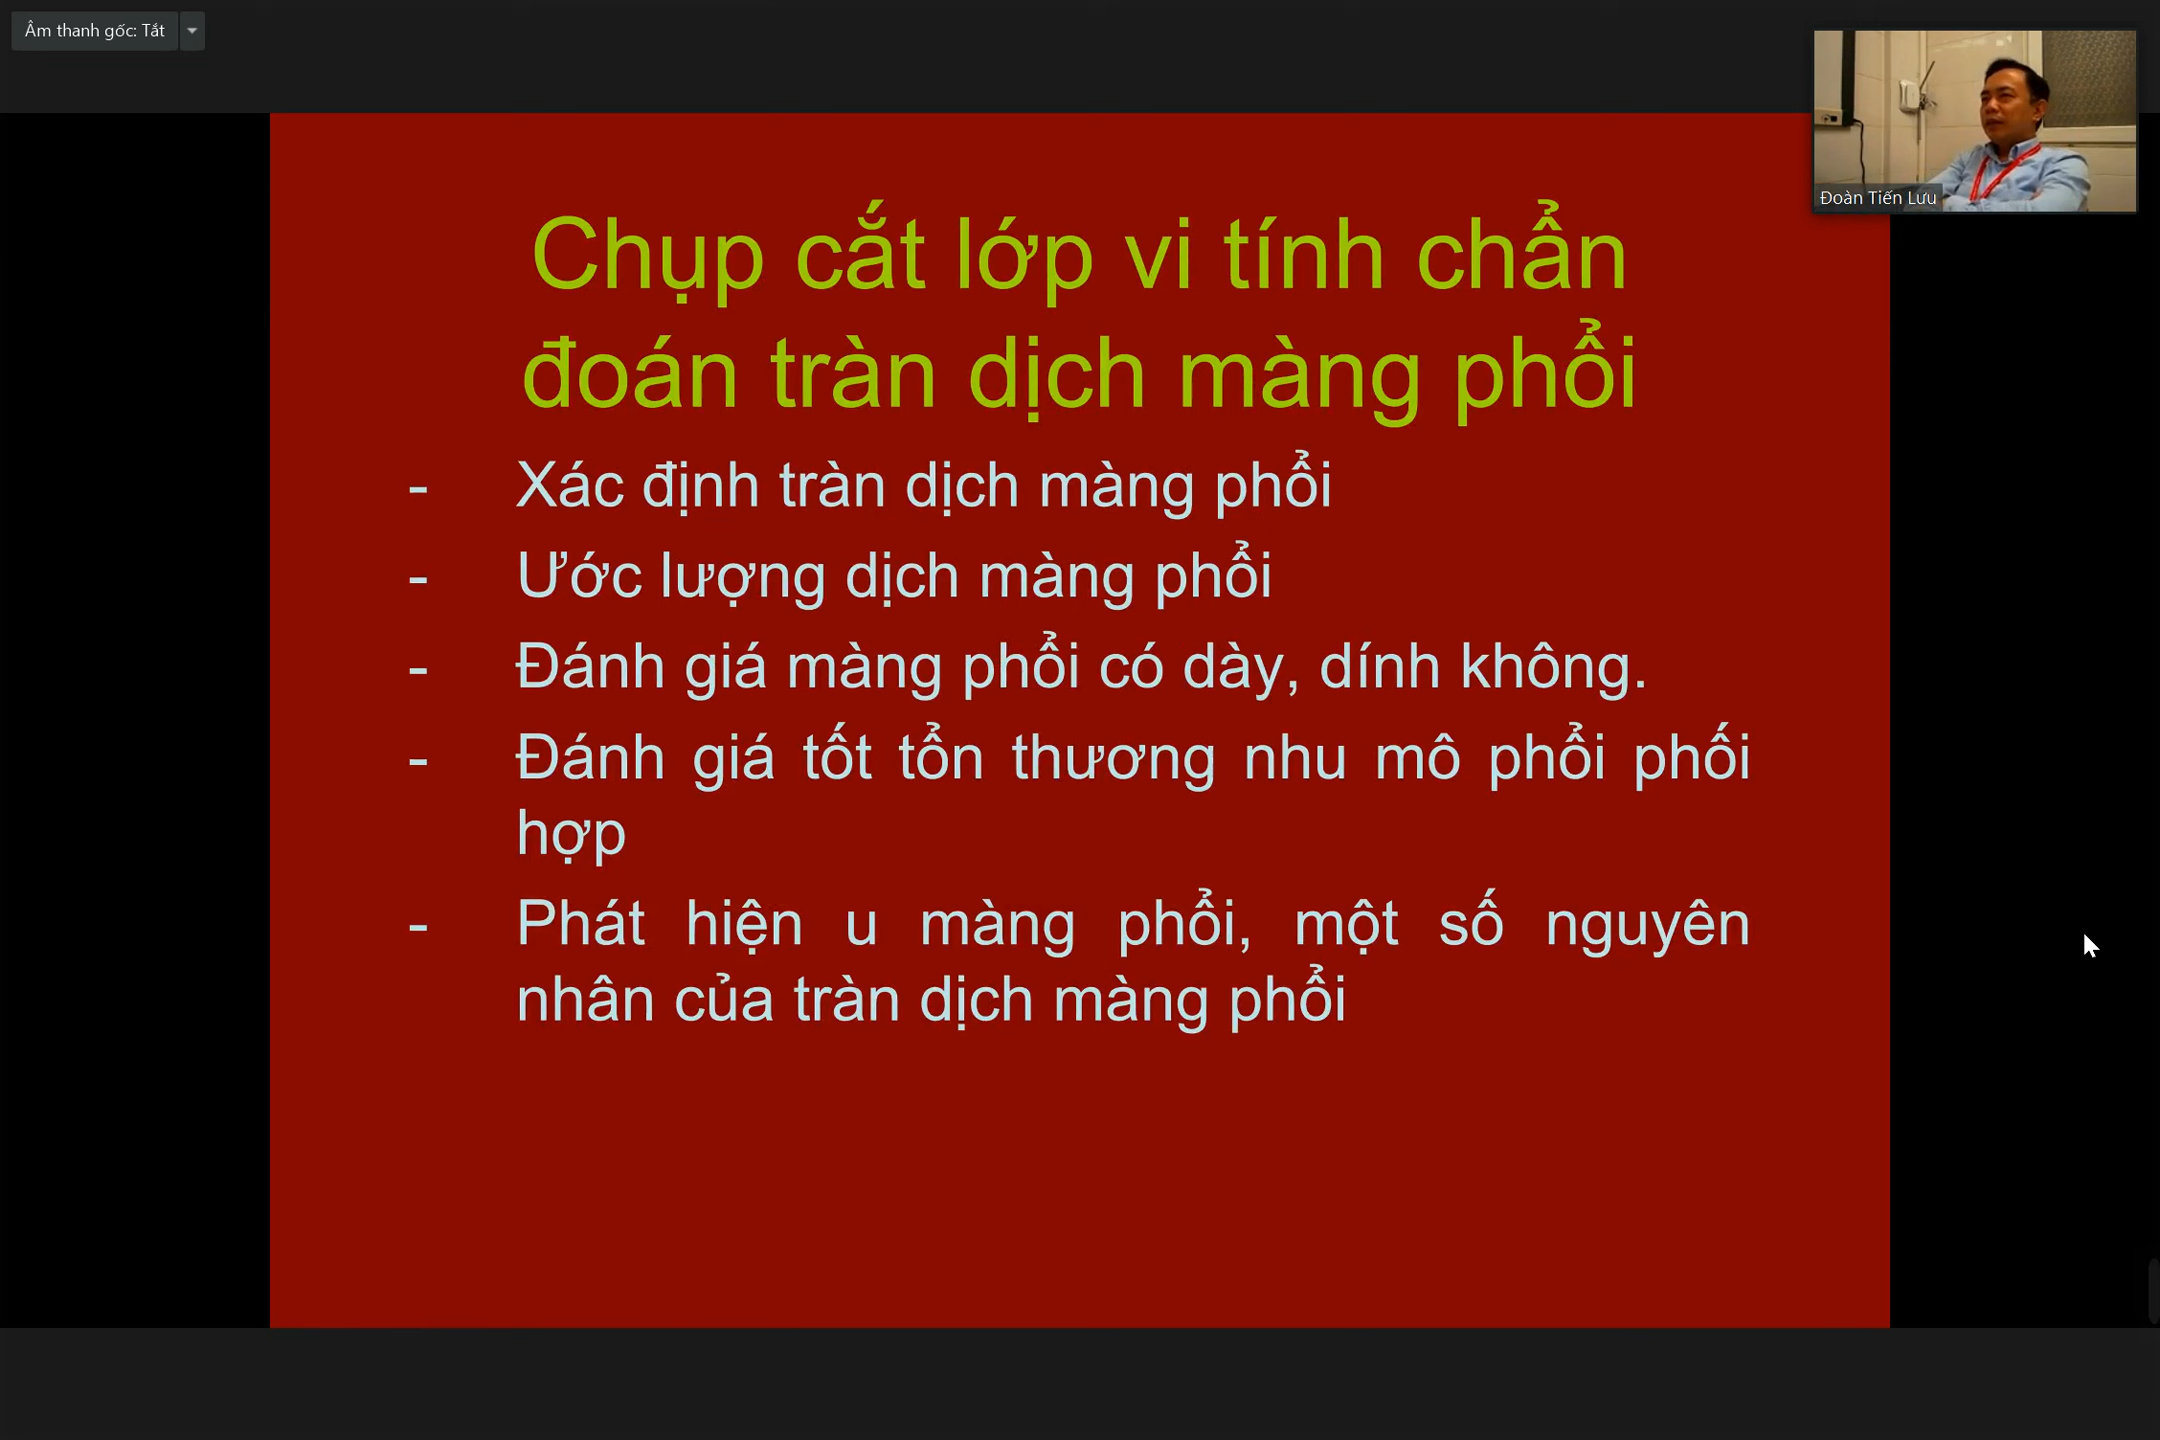 Âm thanh gốc: Tắt
Đoàn Tiến Lưu
Chụp cắt lớp vi tính chẩn
đoán tràn dịch màng phổi
- Xác định tràn dịch màng phổi
- Ước lượng dịch màng phổi
- Đánh giá màng phổi có dày, dính không.
- Đánh giá tốt tổn thương nhu mô phổi phối
hợp
- Phát hiện u màng phổi, một số nguyên
nhân của tràn dịch màng phổi